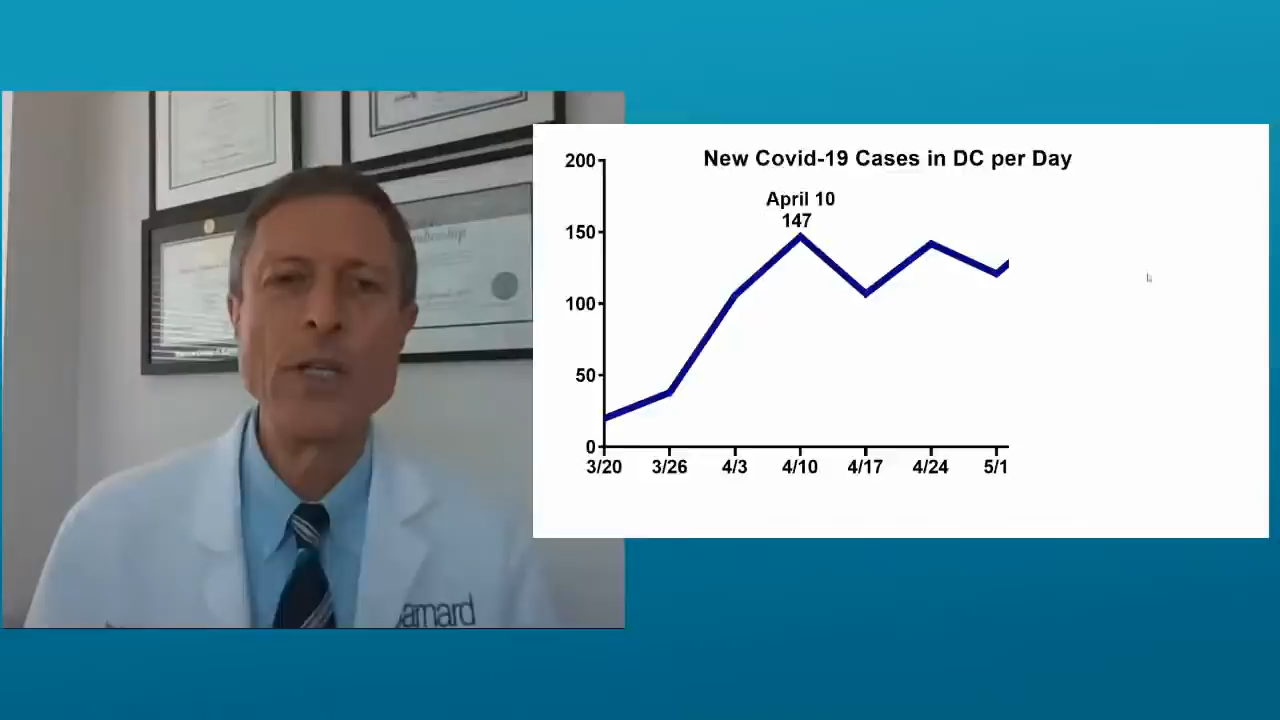 New Covid-19 Cases in DC per Day
April 10
147
200
150
100
50
0
3/20 3/26 4/3 4/10 4/17 4/24 5/1
arnard